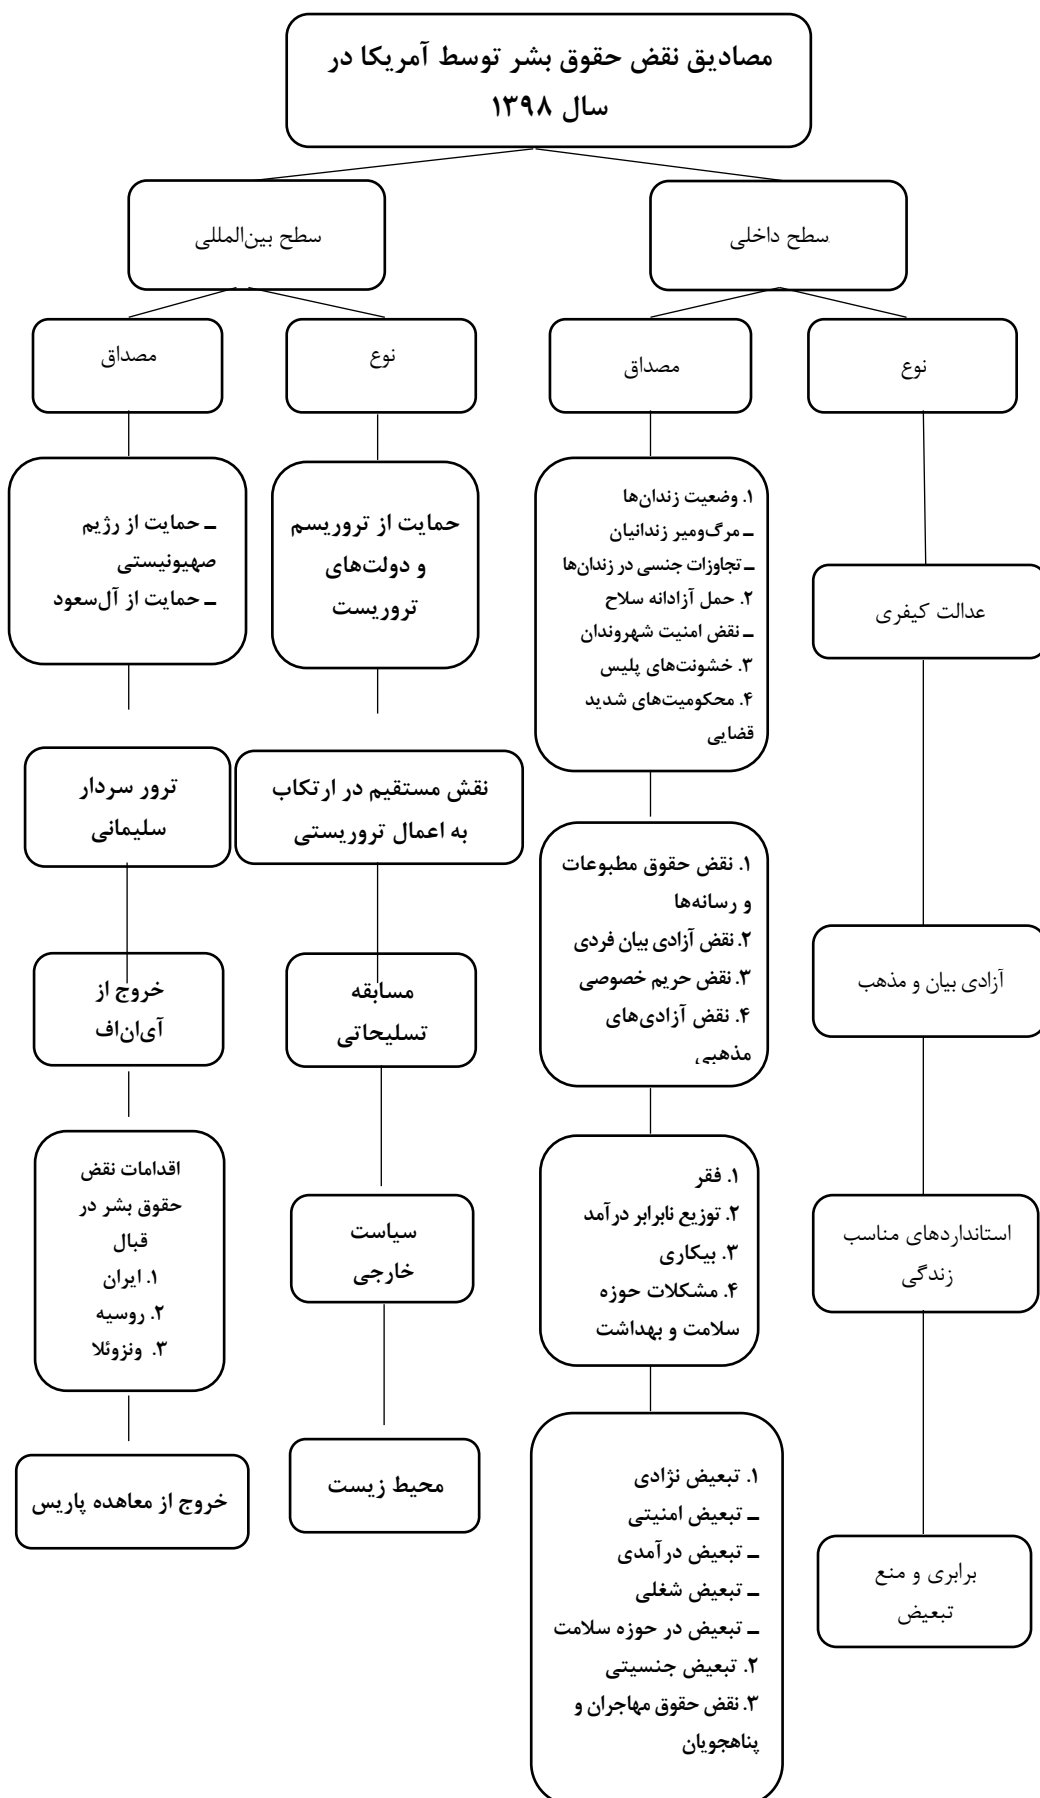 مصادیق نقض حقوق بشر توسط آمریکا در
سال ۱۳۹۸
سطح داخلی
سطح بین‌المللی
نوع
مصداق
نوع
مصداق
۱. وضعیت زندان‌ها
ـ مرگ‌ومیر زندانیان
ـ تجاوزات جنسی در زندان‌ها
۲. حمل آزادانه سلاح
ـ نقض امنیت شهروندان
۳. خشونت‌های پلیس
۴. محکومیت‌های شدید
قضایی
حمایت از تروریسم
و دولت‌های
تروریست
ـ حمایت از رژیم
صهیونیستی
ـ حمایت از آل‌سعود
عدالت کیفری
نقش مستقیم در ارتکاب
به اعمال تروریستی
ترور سردار
سلیمانی
۱. نقض حقوق مطبوعات
و رسانه‌ها
۲. نقض آزادی بیان فردی
۳. نقض حریم خصوصی
۴. نقض آزادی‌های
مذهبی
آزادی بیان و مذهب
مسابقه
تسلیحاتی
خروج از
آی‌ان‌اف
۱. فقر
۲. توزیع نابرابر درآمد
۳. بیکاری
۴. مشکلات حوزه
سلامت و بهداشت
استانداردهای مناسب
زندگی
سیاست
خارجی
اقدامات نقض
حقوق بشر در
قبال
۱. ایران
۲. روسیه
۳. ونزوئلا
محیط زیست
خروج از معاهده پاریس
۱. تبعیض نژادی
ـ تبعیض امنیتی
ـ تبعیض درآمدی
ـ تبعیض شغلی
ـ تبعیض در حوزه سلامت
۲. تبعیض جنسیتی
۳. نقض حقوق مهاجران و
پناهجویان
برابری و منع
تبعیض